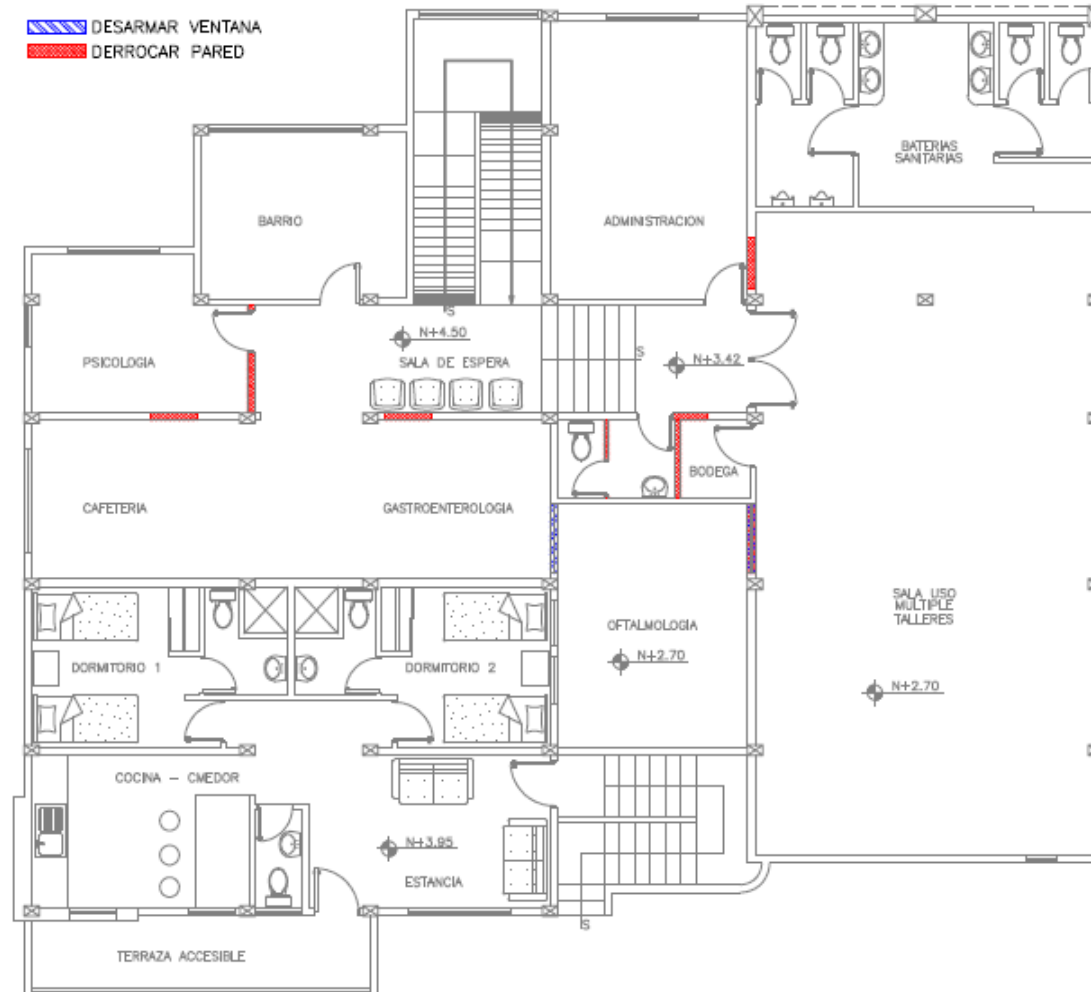 DESARMAR VENTANA
DERROCAR PARED
BATERIAS
SANITARIAS
BARRIO
ADMINISTRACION
S
N+4.50
PSICOLOGIA
SALA DE ESPERA
S
N+3.42
BODEGA
CAFETERIA
GASTROENTEROLOGIA
SALA USO
MULTIPLE
TALLERES
OFTALMOLOGIA
N+2.70
DORMITORIO 1
DORMITORIO 2
N+2.70
COCINA - CMEDOR
N+3.95
ESTANCIA
S
TERRAZA ACCESIBLE